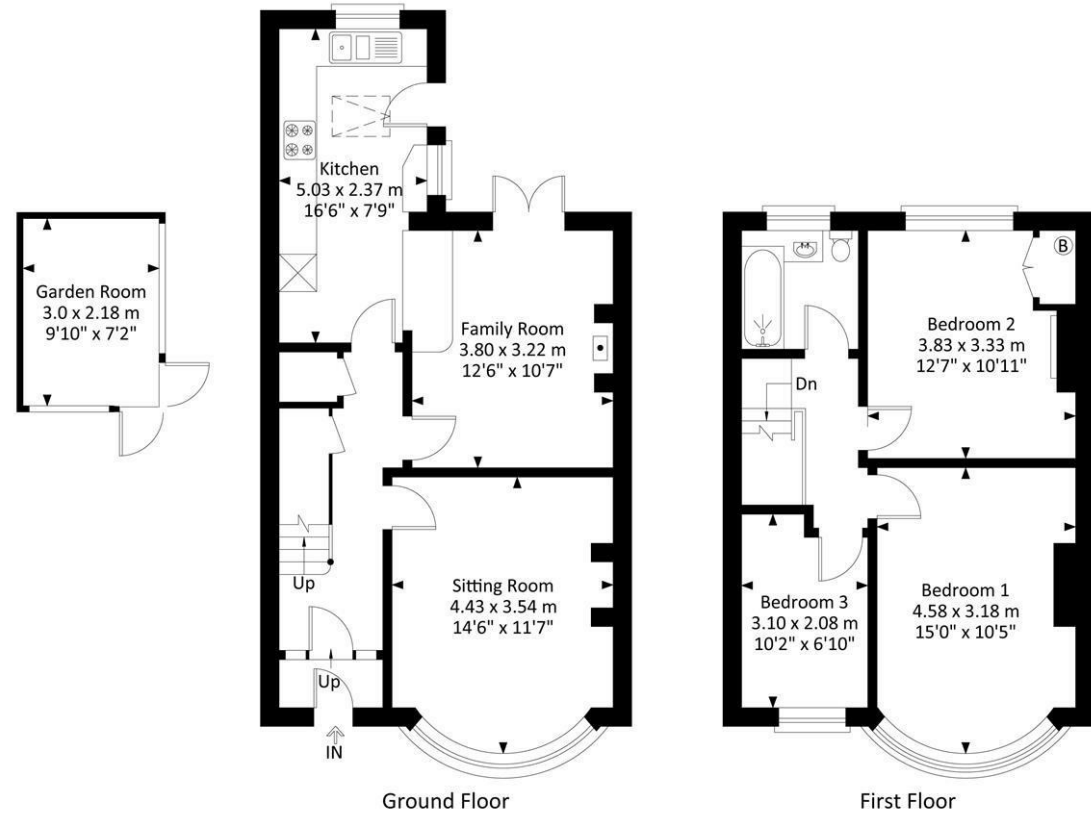 Kitchen
5.03 x 2.37 m
16'6" x 7'9"
Garden Room
3.0 x 2.18 m
9'10" x 7'2"
Family Room
3.80 x 3.22 m
12'6" x 10'7"
Sitting Room
4.43 x 3.54 m
14'6" x 11'7"
Up
Up
IN
Ground Floor
B
Bedroom 2
3.83 x 3.33 m
12'7" x 10'11"
Dn
Bedroom 3
3.10 x 2.08 m
10'2" x 6'10"
Bedroom 1
4.58 x 3.18 m
15'0" x 10'5"
First Floor